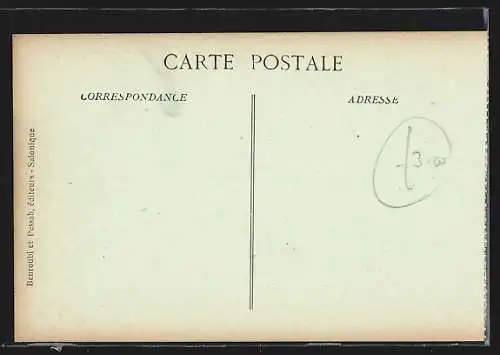 CARTE POSTALE
CORRESPONDANCE
ADRESSE
Benroubi et Pessah, éditeurs - Salonique